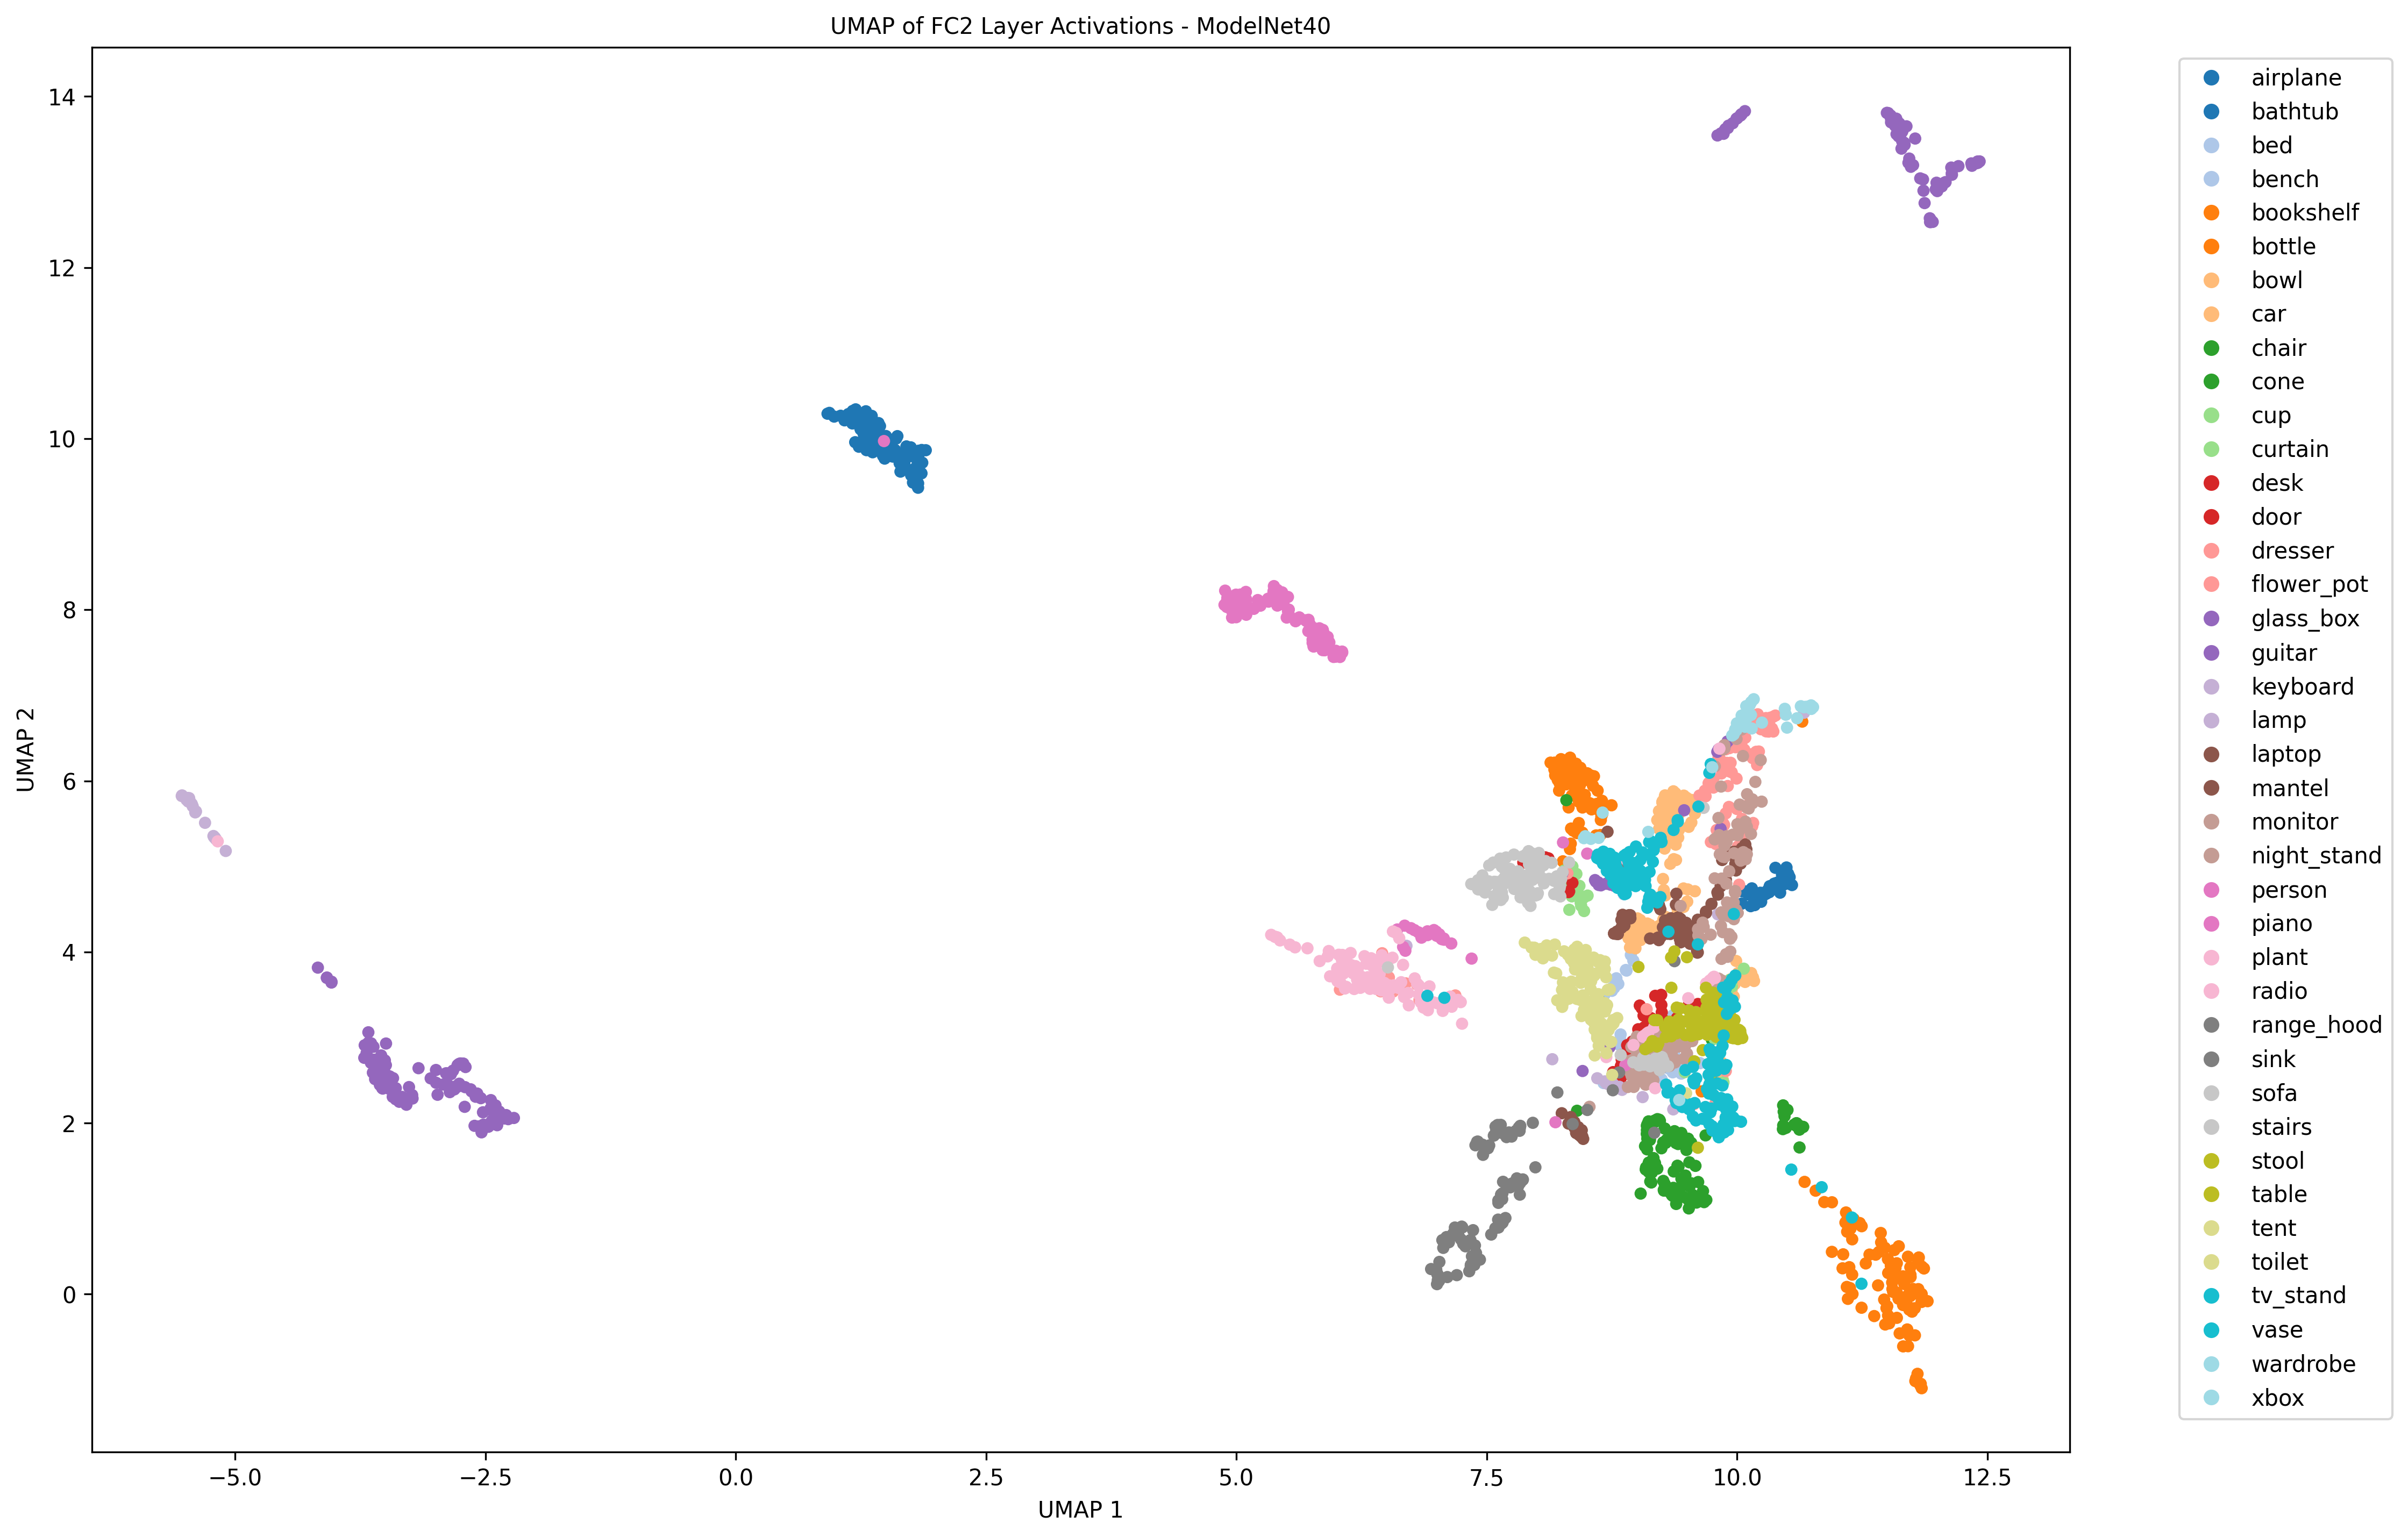 UMAP of FC2 Layer Activations - ModelNet40
14
12
10
8
6
4
2
0
UMAP 2
−5.0
−2.5
0.0
2.5
5.0
7.5
10.0
12.5
UMAP 1
airplane
bathtub
bed
bench
bookshelf
bottle
bowl
car
chair
cone
cup
curtain
desk
door
dresser
flower_pot
glass_box
guitar
keyboard
lamp
laptop
mantel
monitor
night_stand
person
piano
plant
radio
range_hood
sink
sofa
stairs
stool
table
tent
toilet
tv_stand
vase
wardrobe
xbox